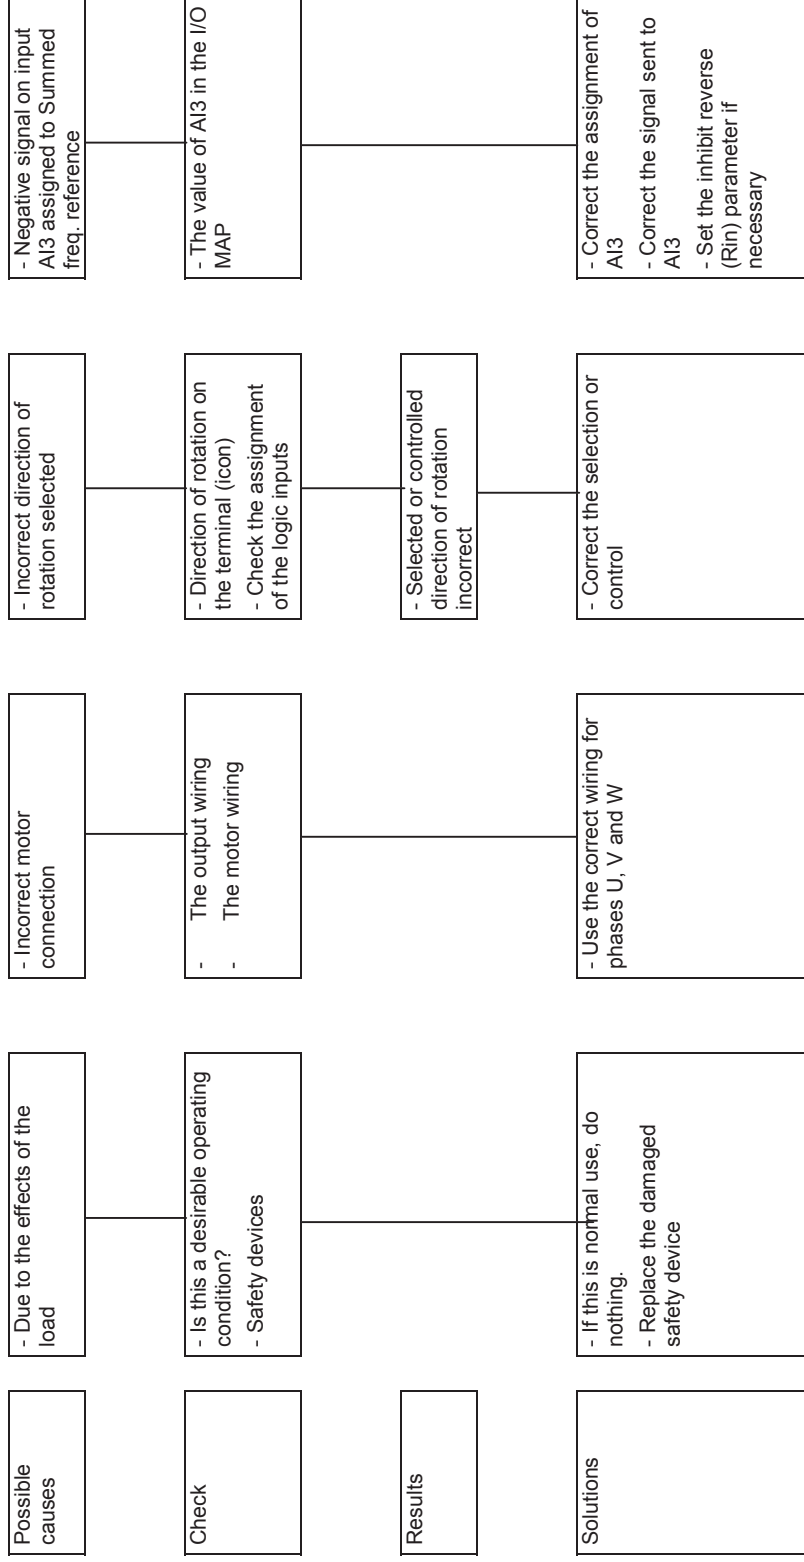 Possible
causes
- Due to the effects of the
load
- Incorrect motor
connection
- Incorrect direction of
rotation selected
- Negative signal on input
AI3 assigned to Summed
freq. reference
Check
- Is this a desirable operating
condition?
- Safety devices
- The output wiring
- The motor wiring
- Direction of rotation on
the terminal (icon)
- Check the assignment
of the logic inputs
- The value of AI3 in the I/O
MAP
Results
- Selected or controlled
direction of rotation
incorrect
Solutions
- If this is normal use, do
nothing.
- Replace the damaged
safety device
- Use the correct wiring for
phases U, V and W
- Correct the selection or
control
- Correct the assignment of
AI3
- Correct the signal sent to
AI3
- Set the inhibit reverse
(Rin) parameter if
necessary